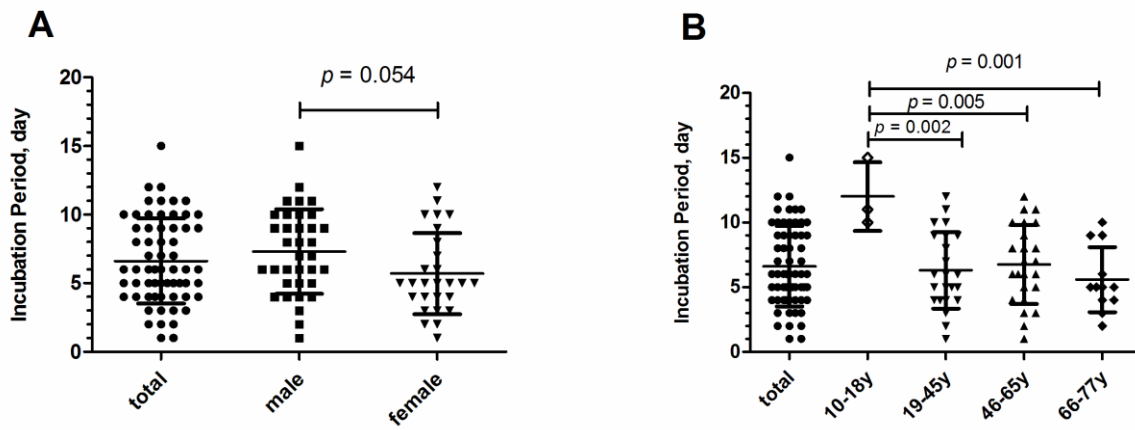 A
p = 0.054
20
15
10
5
0
Incubation Period, day
total
male
female
B
p = 0.001
p = 0.005
p = 0.002
20
15
10
5
0
Incubation Period, day
total
10-18y
19-45y
46-65y
66-77y